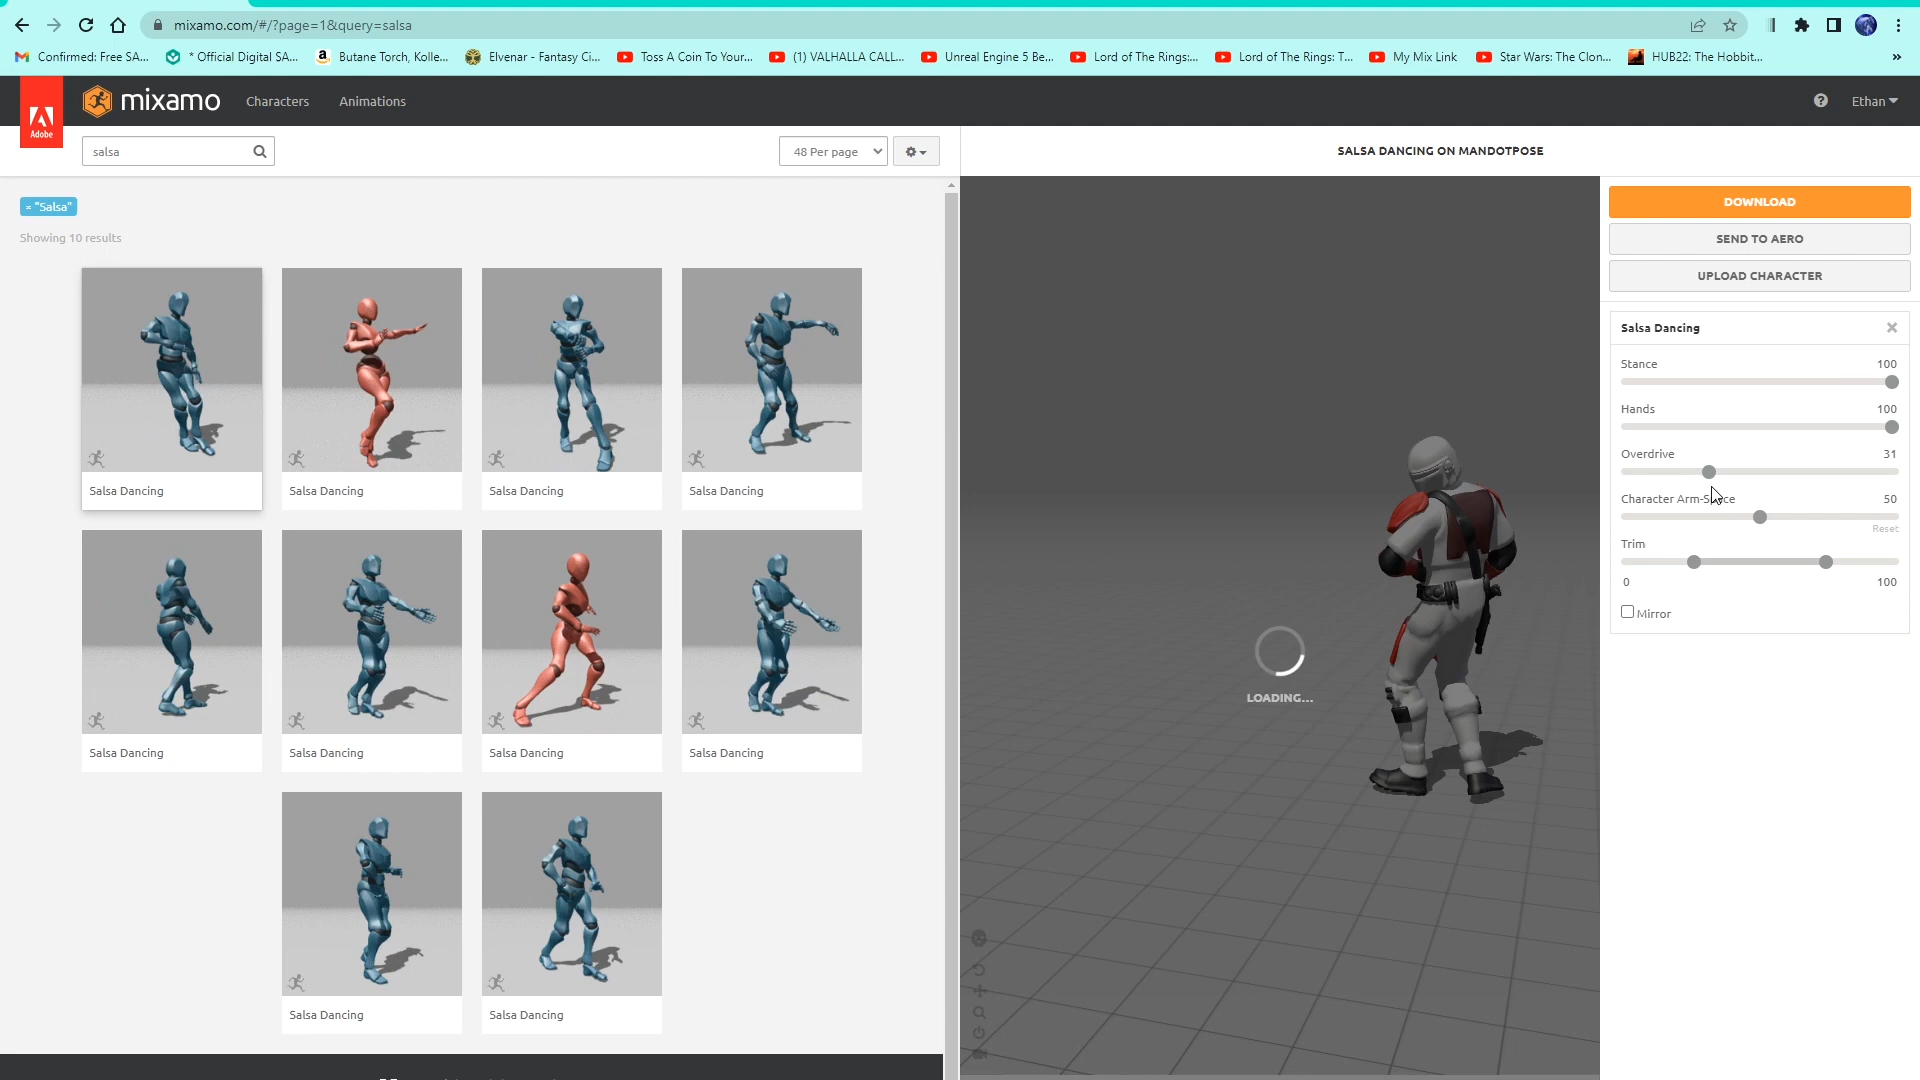 mixamo.com/#/?page=1&query=salsa
Confirmed: Free SA... * Official Digital SA... Butane Torch, Kolle... Elvenar - Fantasy Ci... Toss A Coin To Your... (1) VALHALLA CALL... Unreal Engine 5 Be... Lord of The Rings:... Lord of The Rings: T... My Mix Link Star Wars: The Clon... HUB22: The Hobbit... »
Adobe
mixamo Characters Animations Ethan
salsa 48 Per page
SALSA DANCING ON MANDOTPOSE
× "Salsa"
Showing 10 results
Salsa Dancing Salsa Dancing Salsa Dancing Salsa Dancing
Salsa Dancing Salsa Dancing Salsa Dancing Salsa Dancing
Salsa Dancing Salsa Dancing
LOADING...
DOWNLOAD
SEND TO AERO
UPLOAD CHARACTER
Salsa Dancing
Stance 100
Hands 100
Overdrive 31
Character Arm-Space 50
Reset
Trim
0 100
Mirror